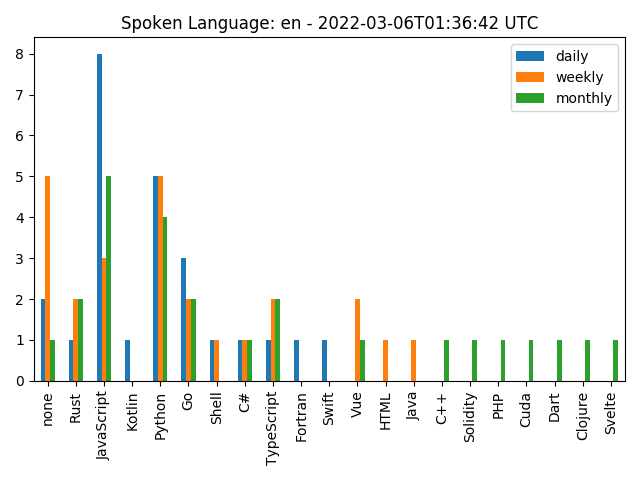 Spoken Language: en - 2022-03-06T01:36:42 UTC
daily
weekly
monthly
8
7
6
5
4
3
2
1
0
none
Rust
JavaScript
Kotlin
Python
Go
Shell
C#
TypeScript
Fortran
Swift
Vue
HTML
Java
C++
Solidity
PHP
Cuda
Dart
Clojure
Svelte